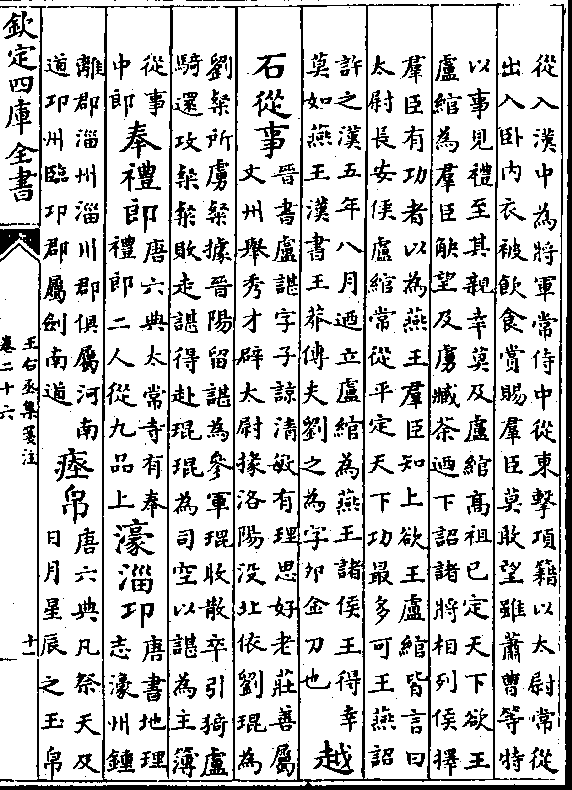 從入漢中為將軍常侍中從東擊項籍以太尉常從
出入卧内衣被飲食賞賜羣臣莫敢望雖蕭曹等特
以事見禮至其親幸莫及盧綰髙祖已定天下欲王
盧綰為羣臣觖望及虜臧荼廼下詔諸將相列侯擇
羣臣有功者以為燕王羣臣知上欲王盧綰皆言曰
太尉長安侯盧綰常從平定天下功最多可王燕詔
許之漢五年八月廼立盧綰為燕王諸侯王得幸
莫如燕王漢書王莽傳夫劉之為字卯金刀也
越
石從事
晉書盧諶字子諒清敏有理思好老莊善屬
文州舉秀才辟太尉掾洛陽没北依劉琨為
劉粲所虜粲據晉陽留諶為參軍琨收散卒引猗盧
騎還攻粲粲敗走諶得赴琨琨為司空以諶為主簿
從事
中郎
奉禮郎
唐六典太常寺有奉
禮郎二人從九品上
濠淄邛
唐書地理
志濠州鍾
離郡淄州淄川郡俱屬河南
道邛州臨邛郡屬劍南道
瘞帛
唐六典凡祭天及
日月星辰之玉帛
欽定四庫全書
王右丞集箋注
卷二十六
十一